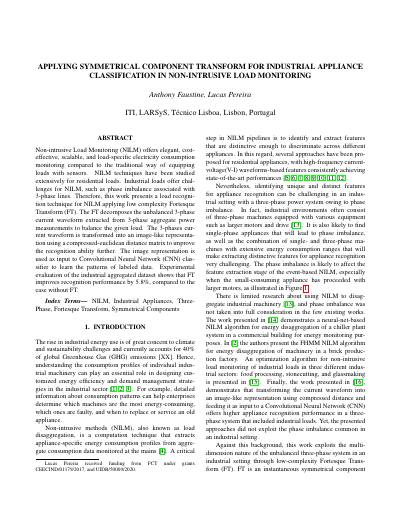 APPLYING SYMMETRICAL COMPONENT TRANSFORM FOR INDUSTRIAL APPLIANCE
CLASSIFICATION IN NON-INTRUSIVE LOAD MONITORING
Anthony Faustine, Lucas Pereira
ITI, LARSyS, Técnico Lisboa, Lisbon, Portugal
ABSTRACT
Non-intrusive Load Monitoring (NILM) offers elegant, cost-
effective, scalable, and load-specific electricity consumption
monitoring compared to the traditional way of equipping
loads with sensors. NILM techniques have been studied
extensively for residential loads. Industrial loads offer chal-
lenges for NILM, such as phase imbalance associated with
3-phase lines. Therefore, this work presents a load recogni-
tion technique for NILM applying low complexity Fortesque
Transform (FT). The FT decomposes the unbalanced 3-phase
current waveform resulting from 3-phase aggregate power
measurements to balance the given load. The 3-phases cur-
rent waveform is transformed into an image-like representa-
tion using a compressed-euclidean distance matrix to improve
the recognition ability further. The image representation is
used as input to Convolutional Neural Network (CNN) clas-
sifier to learn the patterns of labeled data. Experimental
evaluation of the industrial aggregated dataset shows that FT
improves recognition performance by 5.8%, compared to the
case without FT.
Index Terms— NILM, Industrial Appliances, Three-
Phase, Fortesque Transform, Symmetrical Components
1. INTRODUCTION
The rise in industrial energy use is of great concern to climate
and sustainability challenges and currently accounts for 40%
of global Greenhouse Gas (GHG) emissions [XX]. Hence,
understanding the consumption profiles of individual indus-
trial machinery can play an essential role in designing cus-
tomized energy efficiency and demand management strate-
gies in the industrial sector [1, 2, 3]. For example, detailed
information about consumption patterns can help enterprises
determine which machines are the most energy-consuming,
which ones are faulty, and when to replace or service an old
appliance.
Non-intrusive methods (NILM), also known as load
disaggregation, is a computation technique that extracts
appliance-specific energy consumption profiles from aggre-
gate consumption data monitored at the mains [4]. A critical
Lucas Pereira received funding from FCT under grants
CEECIND/01179/2017, and UIDB/50009/2020.
step in NILM pipelines is to identify and extract features
that are distinctive enough to discriminate across different
appliances. In this regard, several approaches have been pro-
posed for residential appliances, with high-frequency current-
voltage(V-I) waveform-based features consistently achieving
state-of-the-art performances
Nevertheless, identifying unique and distinct features
for appliance recognition can be challenging in an indus-
trial setting with a three-phase power system owing to phase
imbalance. In fact, industrial environments often consist
of three-phase machines equipped with various equipment
such as larger motors and drive [13]. It is also likely to find
single-phase appliances that will lead to phase imbalance,
as well as the combination of single- and three-phase ma-
chines with extensive energy consumption ranges that will
make extracting distinctive features for appliance recognition
very challenging. The phase imbalance is likely to affect the
feature extraction stage of the event-based NILM, especially
when the small-consuming appliance has proceeded with
larger motors, as illustrated in Figure 1.
There is limited research about using NILM to disag-
gregate industrial machinery [13], and phase imbalance was
not taken into full consideration in the few existing works.
The work presented in [14] demonstrates a neural-net-based
NILM algorithm for energy disaggregation of the chiller plant
system in a commercial building for energy monitoring pur-
poses. In [2] the authors present the FHMM NILM algorithm
for energy disaggregation of machinery in a brick produc-
tion factory. An optimization algorithm for non-intrusive
load monitoring of industrial loads in three different indus-
trial sectors: food processing, stonecutting, and glassmaking
is presented in [15]. Finally, the work presented in [16],
demonstrates that transforming the current waveform into
an image-like representation using compressed distance and
feeding it as input to a Convolutional Neural Network (CNN)
offers higher appliance recognition performance in a three-
phase system that included industrial loads. Yet, the presented
approaches did not exploit the phase imbalance common in
an industrial setting.
Against this background, this work exploits the multi-
dimension nature of the unbalanced three-phase system in an
industrial setting through low-complexity Fortesque Trans-
form (FT). FT is an instantaneous symmetrical component